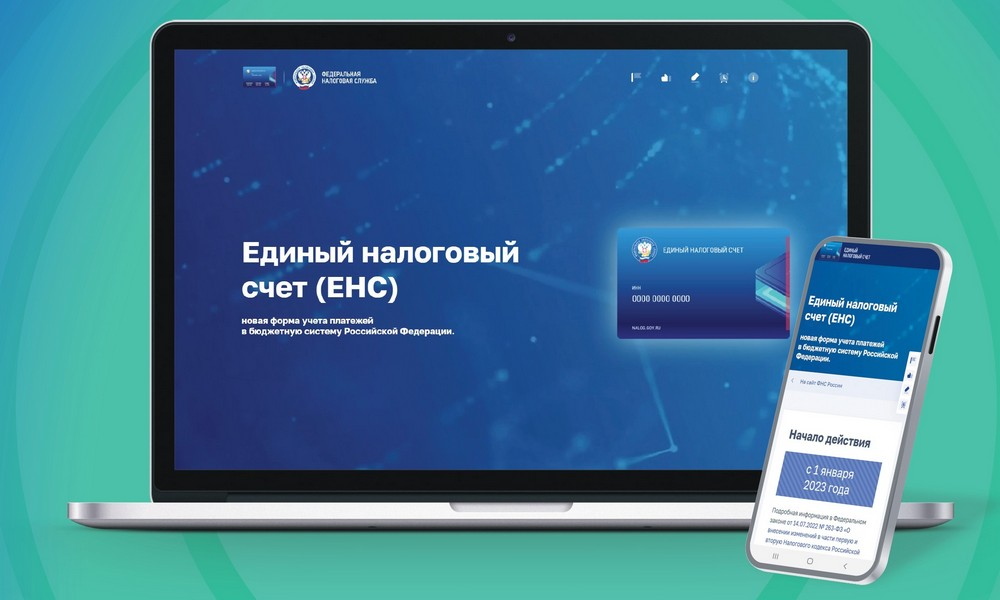 ФЕДЕРАЛЬНАЯ
НАЛОГОВАЯ СЛУЖБА
Единый налоговый
счет (ЕНС)
новая форма учета платежей
в бюджетную систему Российской Федерации.
ЕДИНЫЙ НАЛОГОВЫЙ СЧЕТ
ИНН
0000 0000 0000
NALOG.GOV.RU
ЕДИНЫЙ
НАЛОГОВЫЙ СЧЕТ
Единый налоговый
счет (ЕНС)
новая форма учета платежей
в бюджетную систему Российской
Федерации.
На сайт ФНС России
Начало действия
с 1 января
2023 года
Подробная информация в Федеральном
законе от 14.07.2022 № 263-ФЗ «О
внесении изменений в части первую и
вторую Налогового кодекса Российской